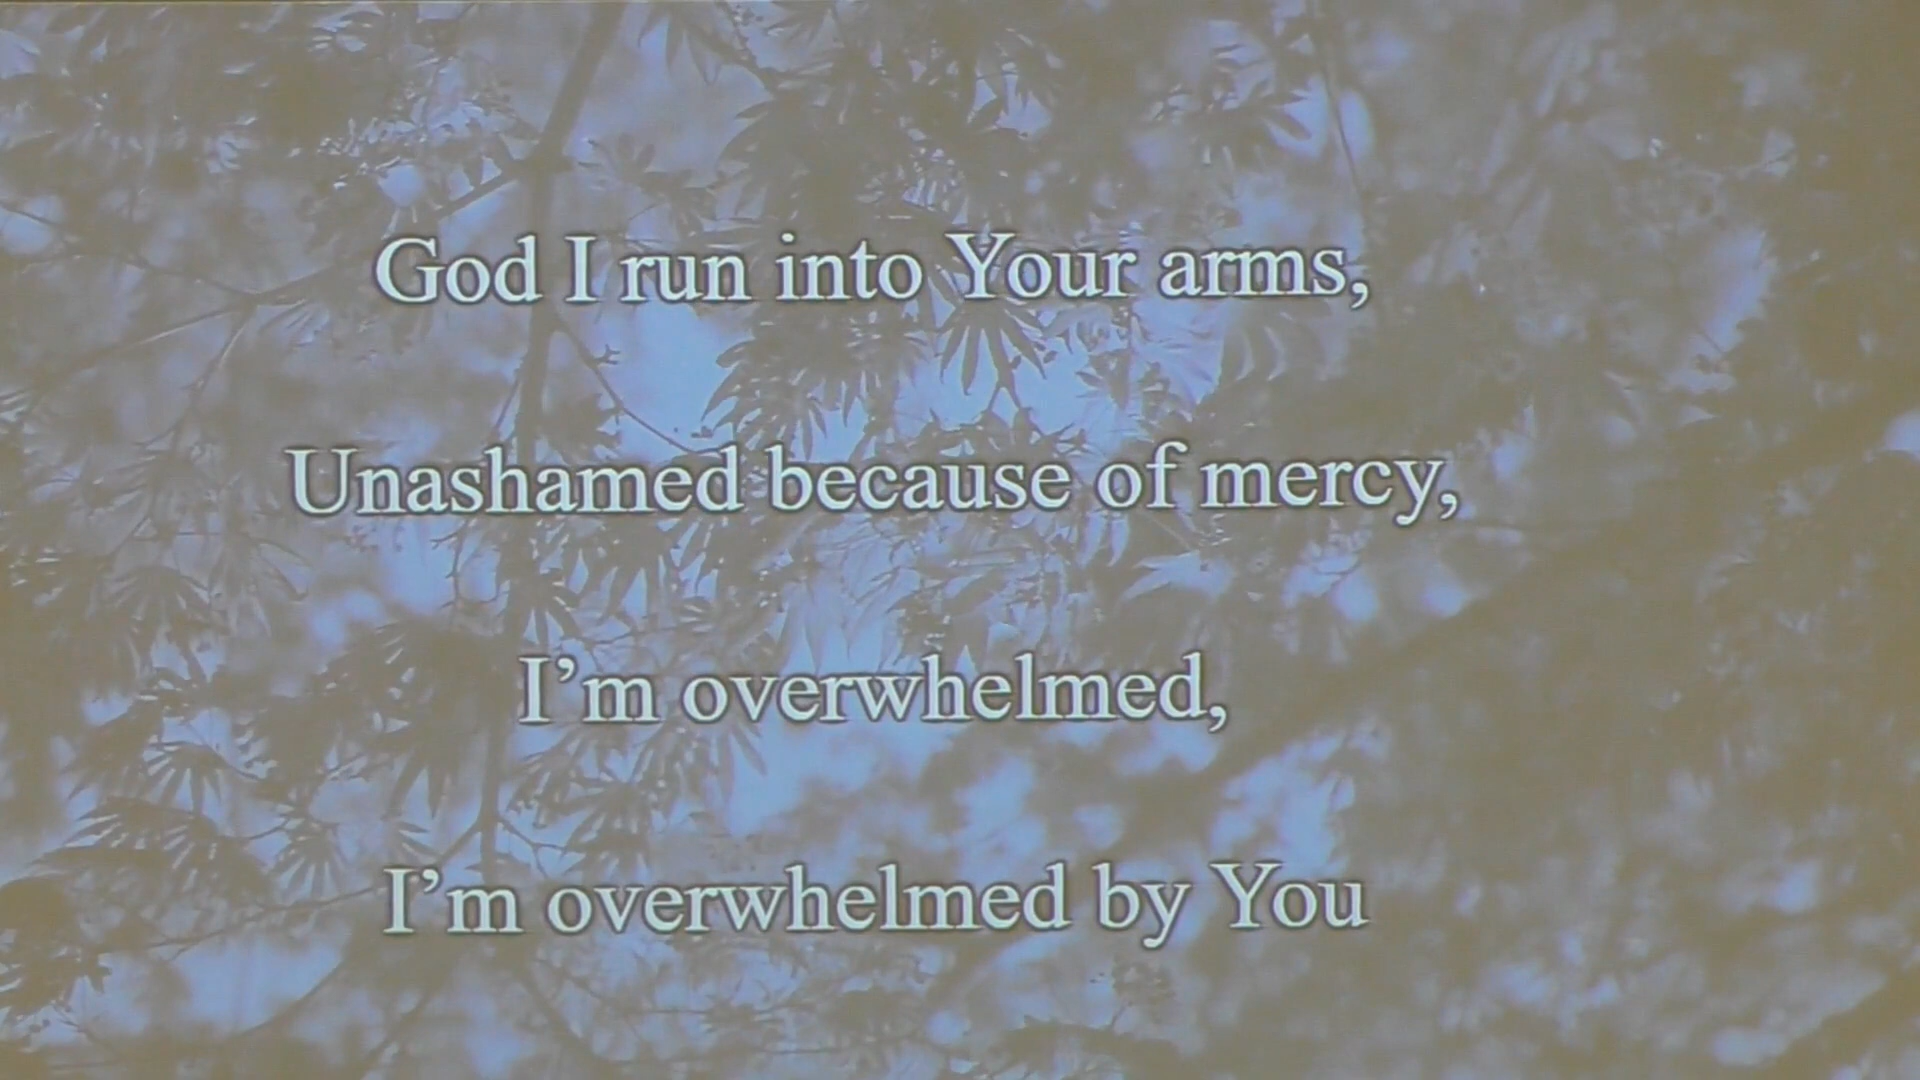 God I run into Your arms,
Unashamed because of mercy,
I’m overwhelmed,
I’m overwhelmed by You